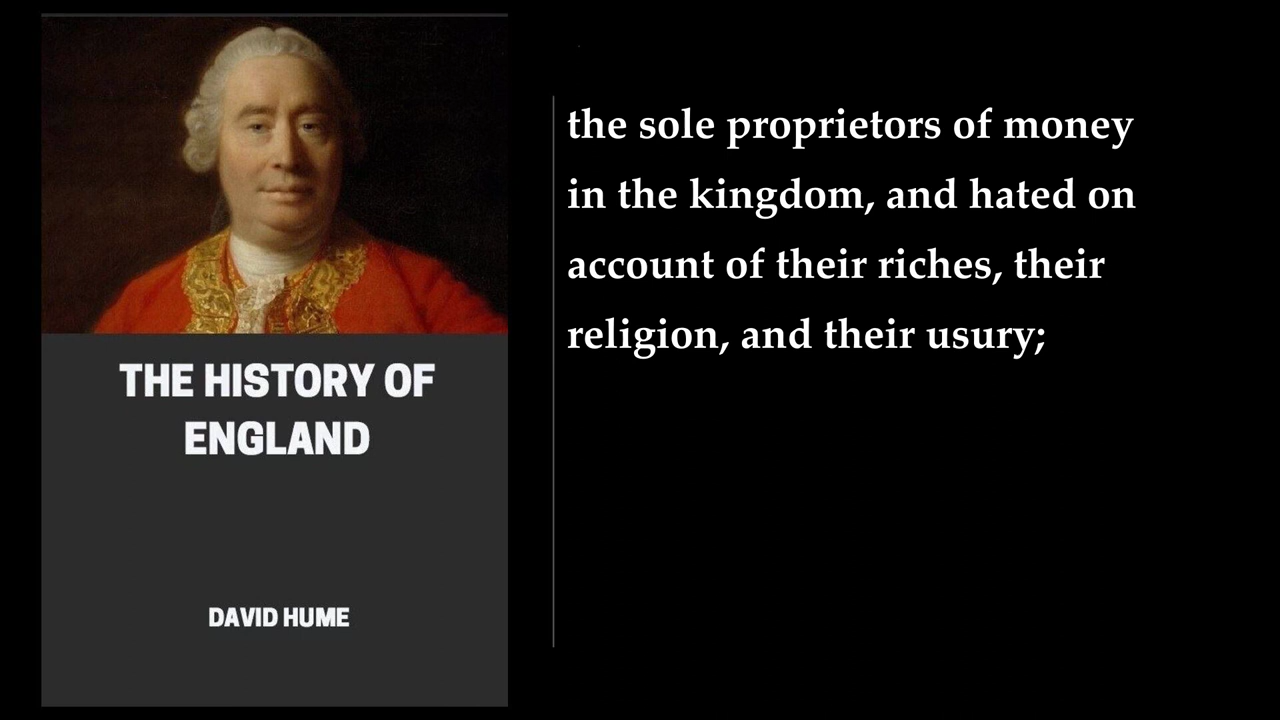 THE HISTORY OF
ENGLAND
DAVID HUME
the sole proprietors of money
in the kingdom, and hated on
account of their riches, their
religion, and their usury;